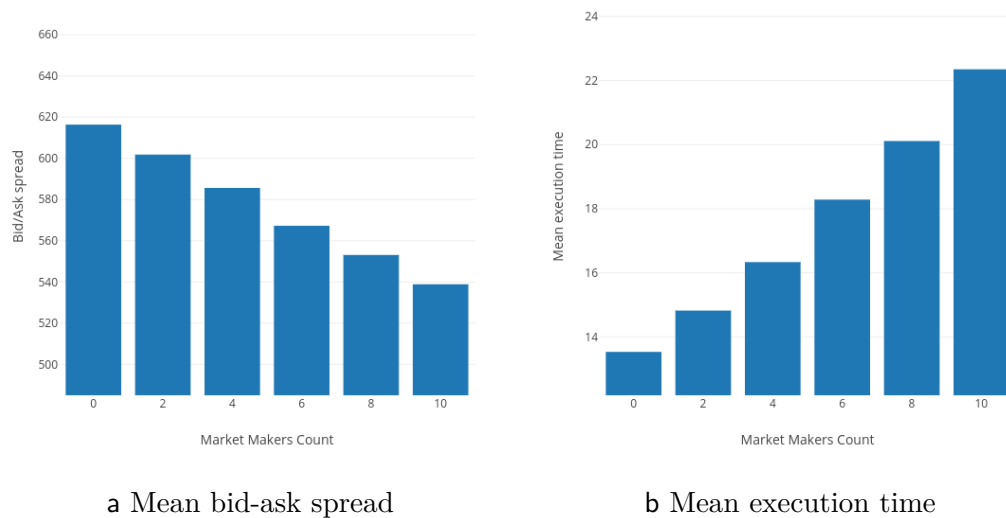 660
640
620
600
580
560
540
520
500
Bid/Ask spread
0 2 4 6 8 10
Market Makers Count
a Mean bid-ask spread
24
22
20
18
16
14
Mean execution time
0 2 4 6 8 10
Market Makers Count
b Mean execution time